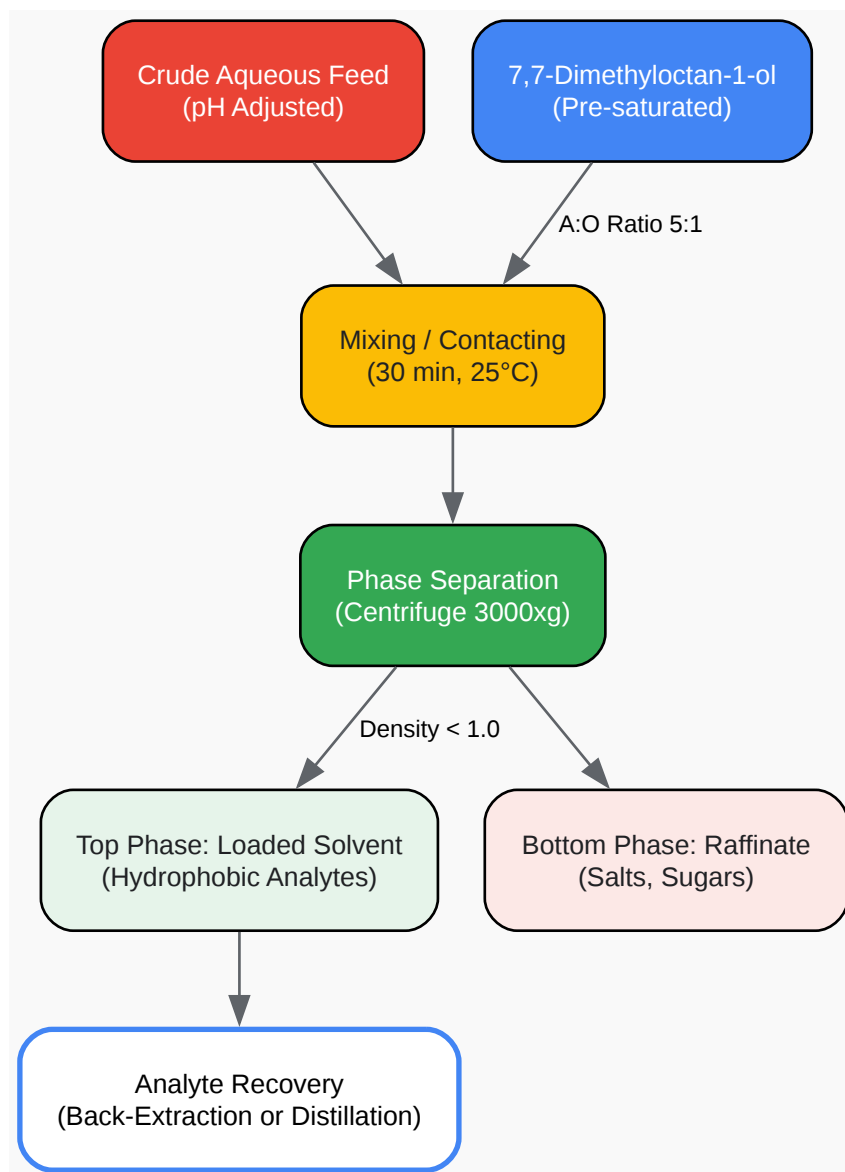 Crude Aqueous Feed
(pH Adjusted)
7,7-Dimethyloctan-1-ol
(Pre-saturated)
A:O Ratio 5:1
Mixing / Contacting
(30 min, 25°C)
Phase Separation
(Centrifuge 3000xg)
Density < 1.0
Top Phase: Loaded Solvent
(Hydrophobic Analytes)
Bottom Phase: Raffinate
(Salts, Sugars)
Analyte Recovery
(Back-Extraction or Distillation)